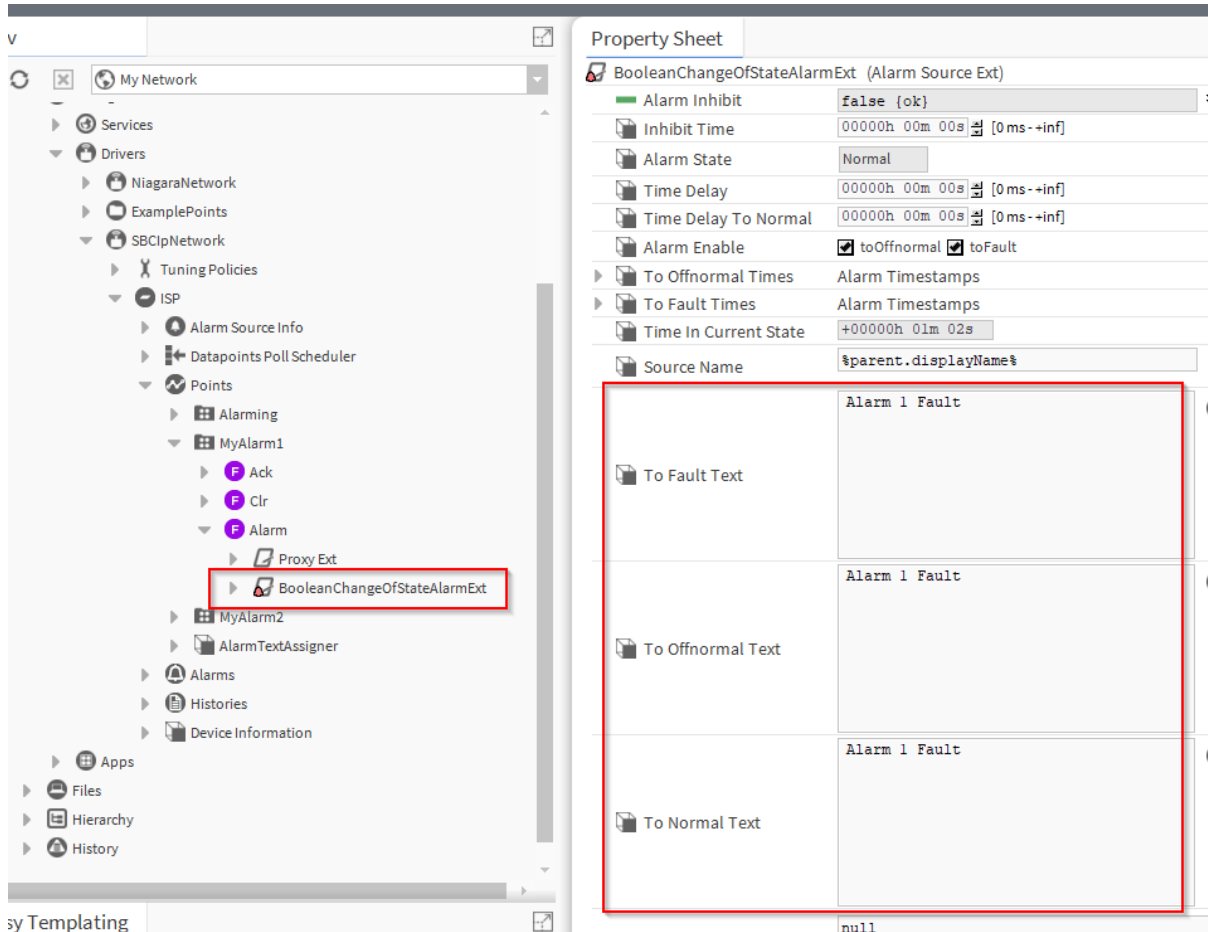 v
My Network
Services
Drivers
NiagaraNetwork
ExamplePoints
SBCIpNetwork
Tuning Policies
ISP
Alarm Source Info
Datapoints Poll Scheduler
Points
Alarming
MyAlarm1
F Ack
F Clr
F Alarm
Proxy Ext
BooleanChangeOfStateAlarmExt
MyAlarm2
AlarmTextAssigner
Alarms
Histories
Device Information
Apps
Files
Hierarchy
History
sy Templating
Property Sheet
BooleanChangeOfStateAlarmExt (Alarm Source Ext)
Alarm Inhibit false {ok}
Inhibit Time 00000h 00m 00s [0 ms - +inf]
Alarm State Normal
Time Delay 00000h 00m 00s [0 ms - +inf]
Time Delay To Normal 00000h 00m 00s [0 ms - +inf]
Alarm Enable toOffnormal toFault
To Offnormal Times Alarm Timestamps
To Fault Times Alarm Timestamps
Time In Current State +00000h 01m 02s
Source Name %parent.displayName%
Alarm 1 Fault
To Fault Text
Alarm 1 Fault
To Offnormal Text
Alarm 1 Fault
To Normal Text
null